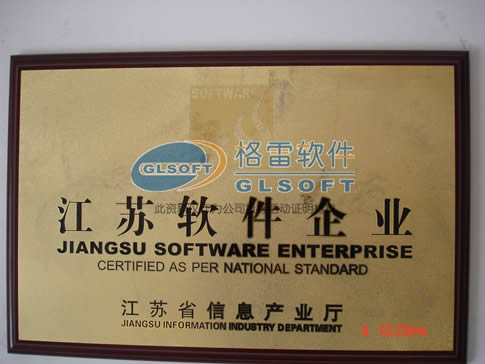 SOFTWARE
GLSOFT 格雷软件
GLSOFT
江苏软件企业
JIANGSU SOFTWARE ENTERPRISE
CERTIFIED AS PER NATIONAL STANDARD
江苏省信息产业厅
JIANGSU INFORMATION INDUSTRY DEPARTMENT